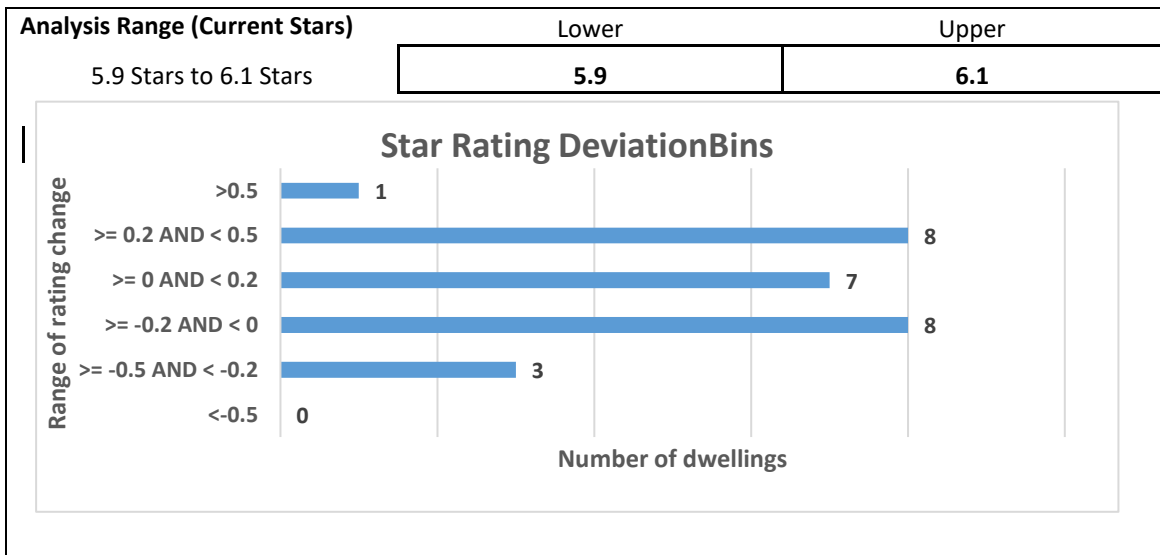 Analysis Range (Current Stars) Lower Upper
5.9 Stars to 6.1 Stars 5.9 6.1
Star Rating DeviationBins
Range of rating change
>0.5 1
>= 0.2 AND < 0.5 8
>= 0 AND < 0.2 7
>= -0.2 AND < 0 8
>= -0.5 AND < -0.2 3
<-0.5 0
Number of dwellings